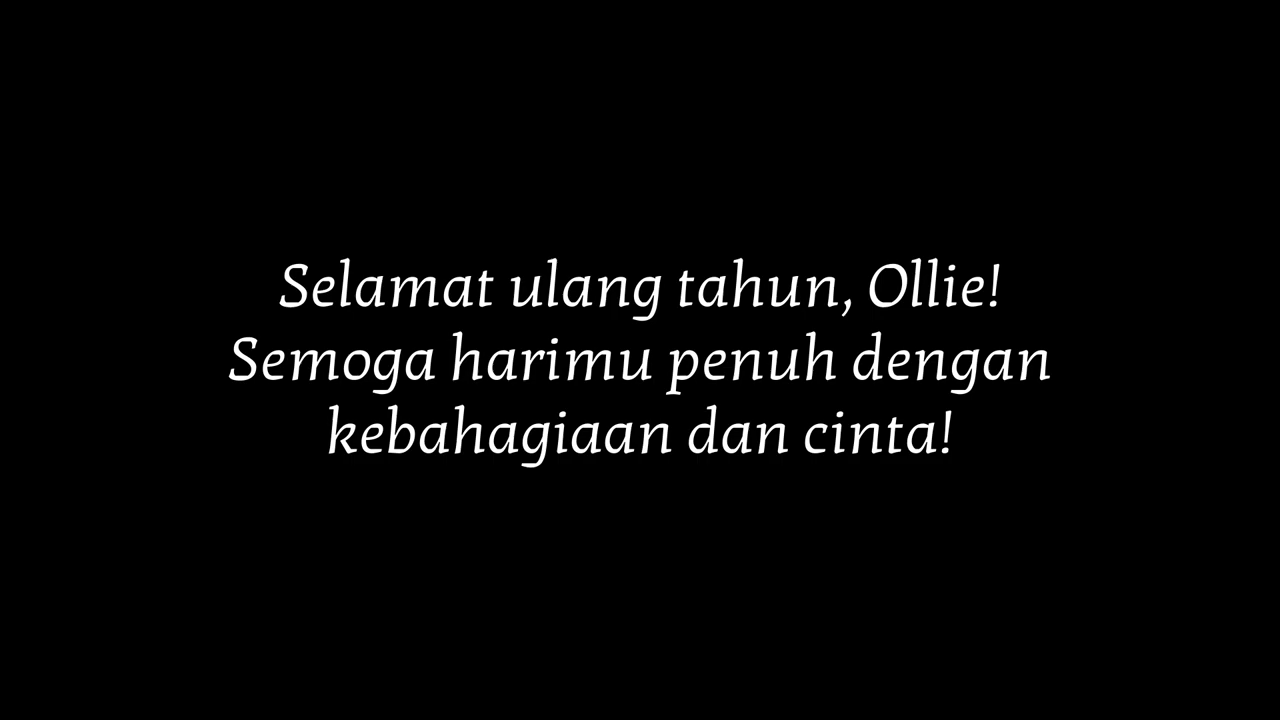 Selamat ulang tahun, Ollie!
Semoga harimu penuh dengan
kebahagiaan dan cinta!